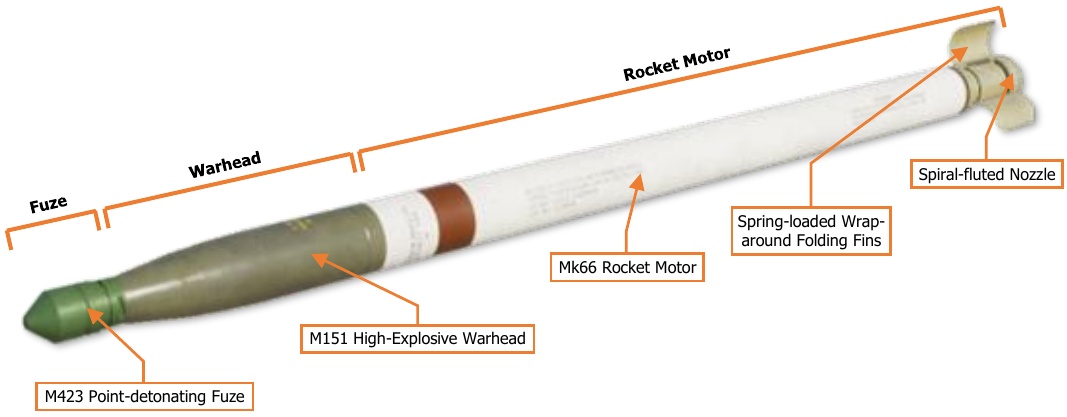 Rocket Motor
Warhead
Fuze
Spiral-fluted Nozzle
Spring-loaded Wrap-
around Folding Fins
Mk66 Rocket Motor
M151 High-Explosive Warhead
M423 Point-detonating Fuze